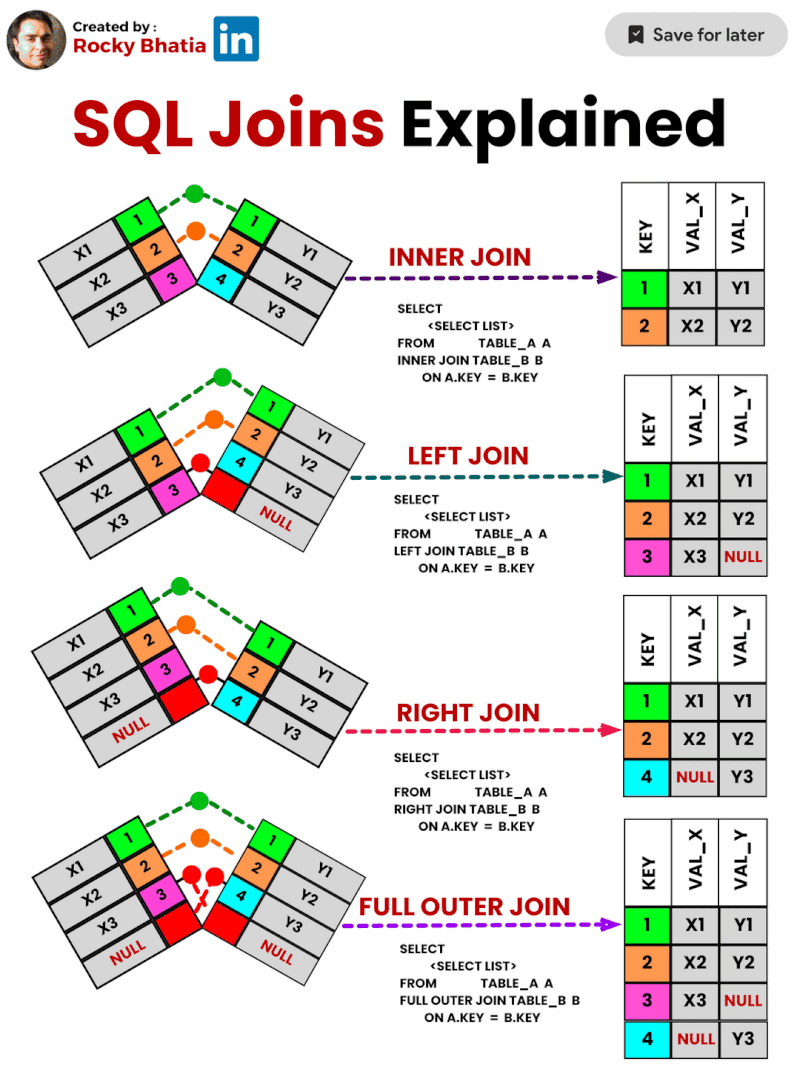 Created by :
Rocky Bhatia
in
Save for later
SQL Joins Explained
X1 1
X2 2
X3 3
1 Y1
2 Y2
4 Y3
INNER JOIN
SELECT
<SELECT LIST>
FROM TABLE_A A
INNER JOIN TABLE_B B
ON A.KEY = B.KEY
KEY VAL_X VAL_Y
1 X1 Y1
2 X2 Y2
X1 1
X2 2
X3 3
1 Y1
2 Y2
4 Y3
NULL
LEFT JOIN
SELECT
<SELECT LIST>
FROM TABLE_A A
LEFT JOIN TABLE_B B
ON A.KEY = B.KEY
KEY VAL_X VAL_Y
1 X1 Y1
2 X2 Y2
3 X3 NULL
X1 1
X2 2
X3 3
NULL
1 Y1
2 Y2
4 Y3
RIGHT JOIN
SELECT
<SELECT LIST>
FROM TABLE_A A
RIGHT JOIN TABLE_B B
ON A.KEY = B.KEY
KEY VAL_X VAL_Y
1 X1 Y1
2 X2 Y2
4 NULL Y3
X1 1
X2 2
X3 3
NULL
1 Y1
2 Y2
4 Y3
NULL
FULL OUTER JOIN
SELECT
<SELECT LIST>
FROM TABLE_A A
FULL OUTER JOIN TABLE_B B
ON A.KEY = B.KEY
KEY VAL_X VAL_Y
1 X1 Y1
2 X2 Y2
3 X3 NULL
4 NULL Y3